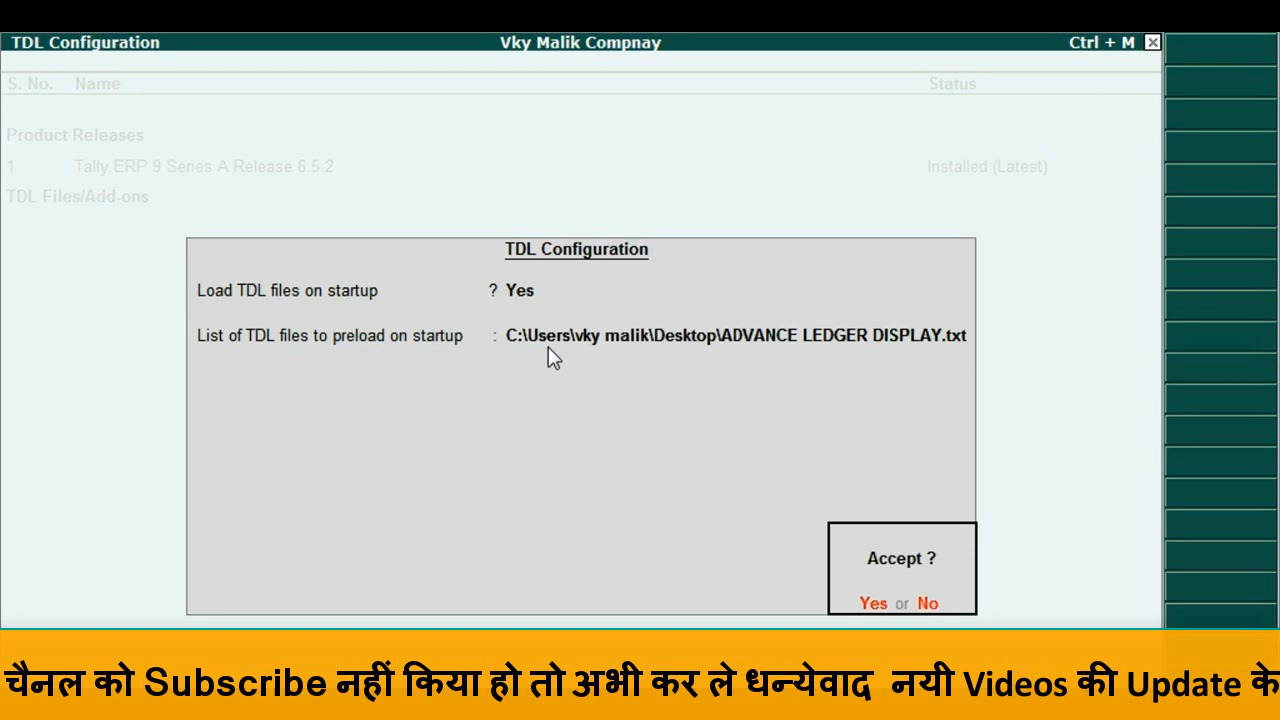 TDL Configuration Vky Malik Compnay Ctrl + M
S. No. Name Status
Product Releases
1 Tally.ERP 9 Series A Release 6.5.2 Installed (Latest)
TDL Files/Add-ons
TDL Configuration
Load TDL files on startup ? Yes
List of TDL files to preload on startup : C:\Users\vky malik\Desktop\ADVANCE LEDGER DISPLAY.txt
Accept ?
Yes or No
चैनल को Subscribe नहीं किया हो तो अभी कर ले धन्येवाद नयी Videos की Update के